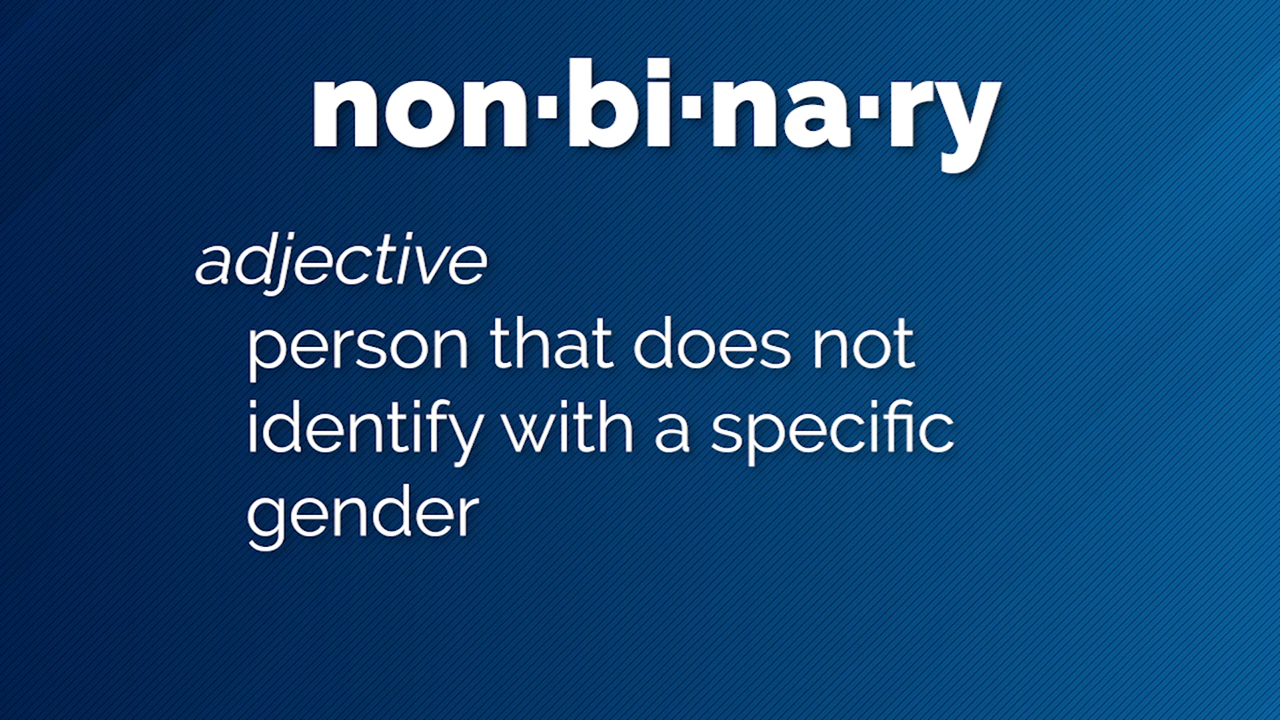 non·bi·na·ry
adjective
person that does not
identify with a specific
gender